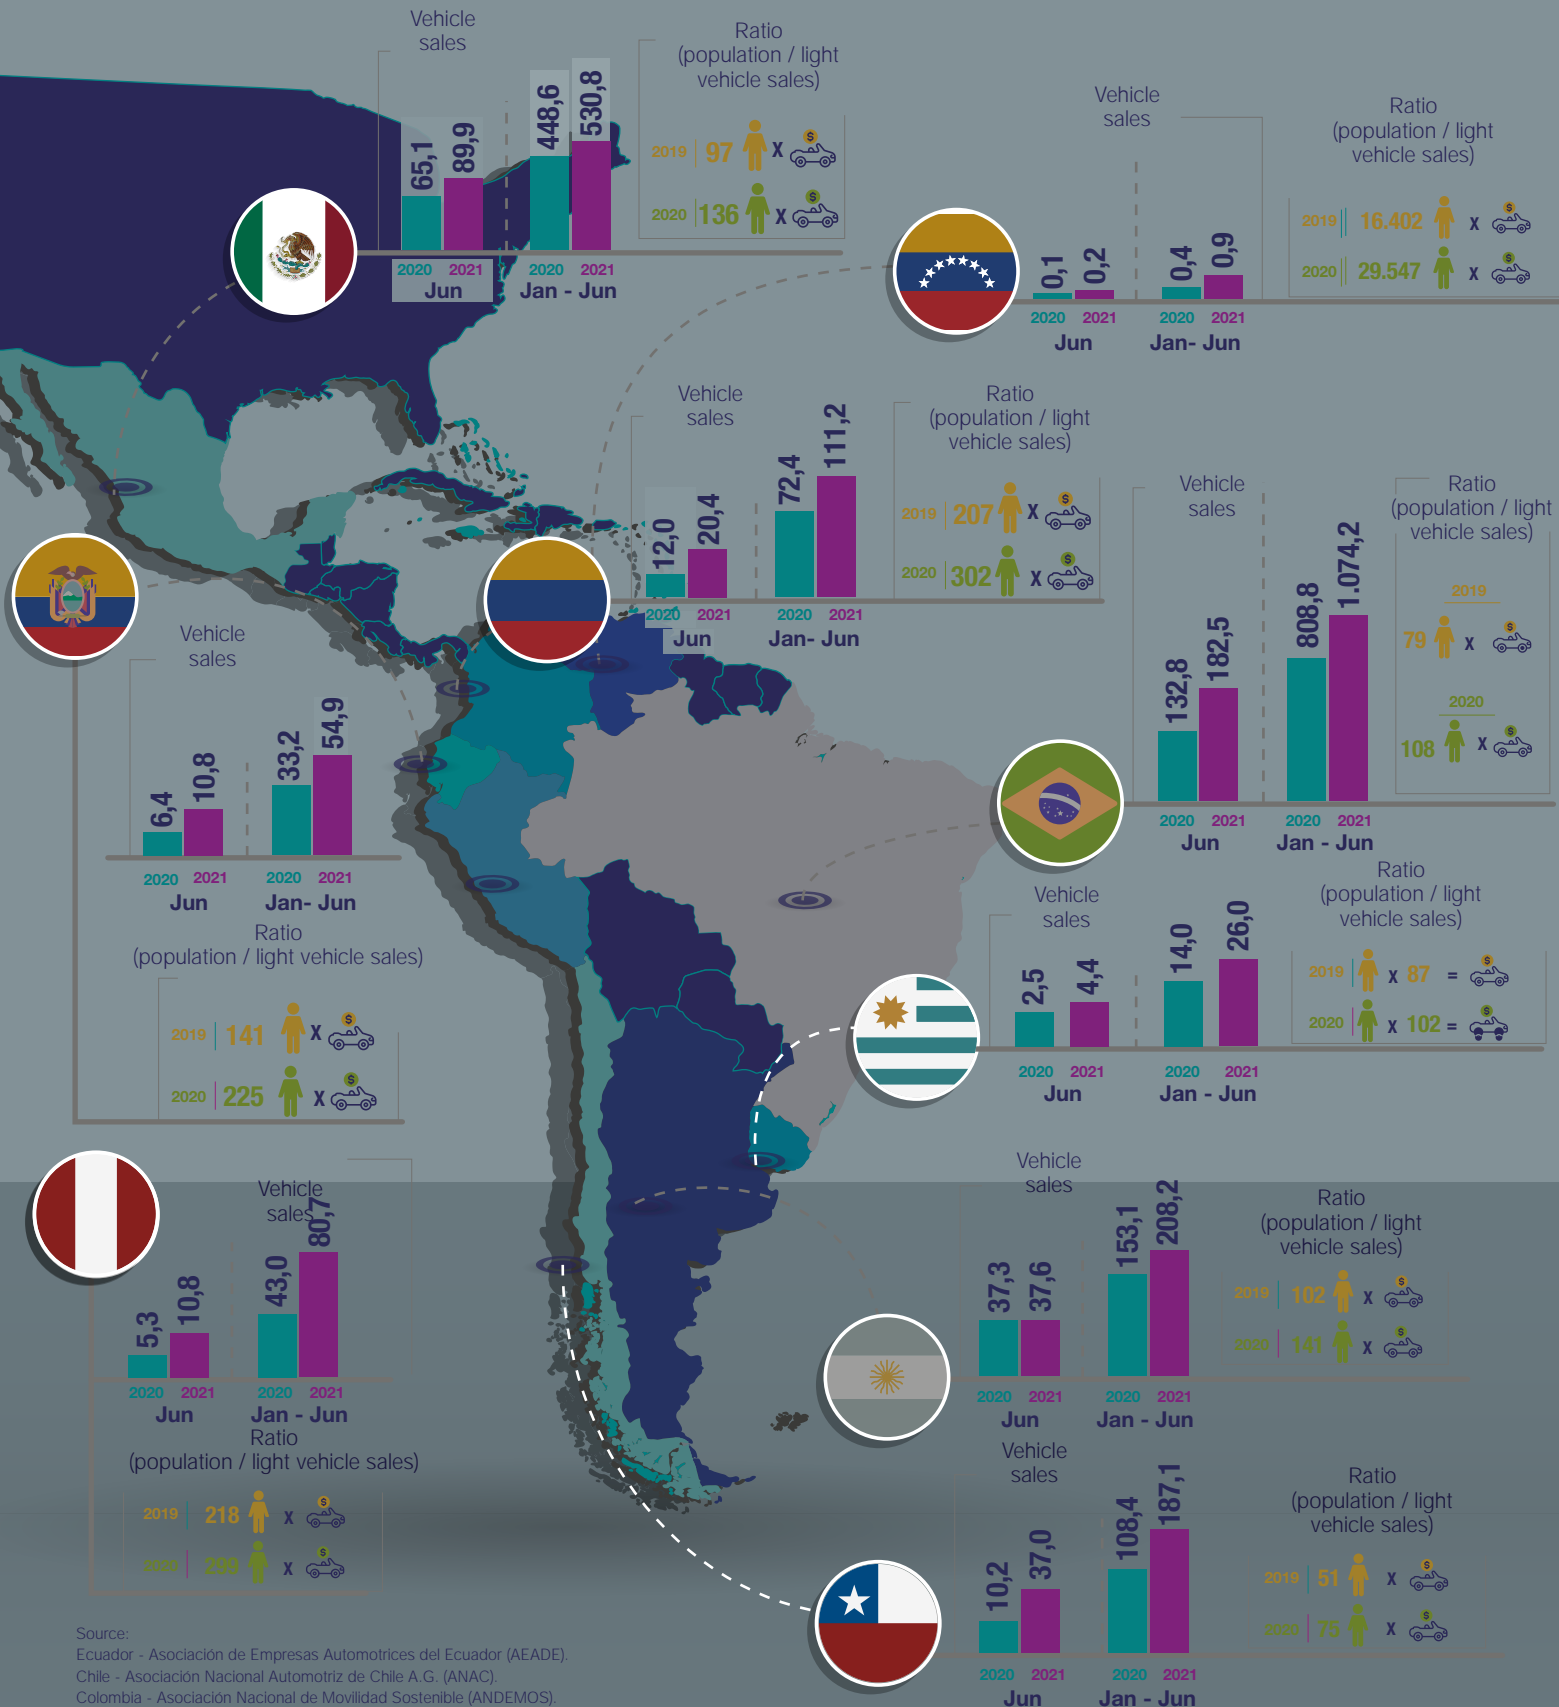 Vehicle
sales
65,1
89,9
448,6
530,8
2020 2021
Jun
2020 2021
Jan - Jun
Ratio
(population / light
vehicle sales)
2019 97 X $
2020 136 X $
Vehicle
sales
0,1
0,2
0,4
0,9
2020 2021
Jun
2020 2021
Jan- Jun
Ratio
(population / light
vehicle sales)
2019 16.402 X $
2020 29.547 X $
Vehicle
sales
12,0
20,4
72,4
111,2
2020 2021
Jun
2020 2021
Jan- Jun
Ratio
(population / light
vehicle sales)
2019 207 X $
2020 302 X $
Vehicle
sales
132,8
182,5
808,8
1.074,2
2020 2021
Jun
2020 2021
Jan - Jun
Ratio
(population / light
vehicle sales)
2019
79 X $
2020
108 X $
Vehicle
sales
6,4
10,8
33,2
54,9
2020 2021
Jun
2020 2021
Jan- Jun
Ratio
(population / light vehicle sales)
2019 141 X $
2020 225 X $
Vehicle
sales
2,5
4,4
14,0
26,0
2020 2021
Jun
2020 2021
Jan - Jun
Ratio
(population / light
vehicle sales)
2019 X 87 = $
2020 X 102 = $
Vehicle
sales
5,3
10,8
43,0
80,7
2020 2021
Jun
2020 2021
Jan - Jun
Ratio
(population / light vehicle sales)
2019 218 X $
2020 299 X $
Vehicle
sales
37,3
37,6
153,1
208,2
2020 2021
Jun
2020 2021
Jan - Jun
Ratio
(population / light
vehicle sales)
2019 102 X $
2020 141 X $
Vehicle
sales
10,2
37,0
108,4
187,1
2020 2021
Jun
2020 2021
Jan - Jun
Ratio
(population / light
vehicle sales)
2019 51 X $
2020 75 X $
Source:
Ecuador - Asociación de Empresas Automotrices del Ecuador (AEADE).
Chile - Asociación Nacional Automotriz de Chile A.G. (ANAC).
Colombia - Asociación Nacional de Movilidad Sostenible (ANDEMOS).